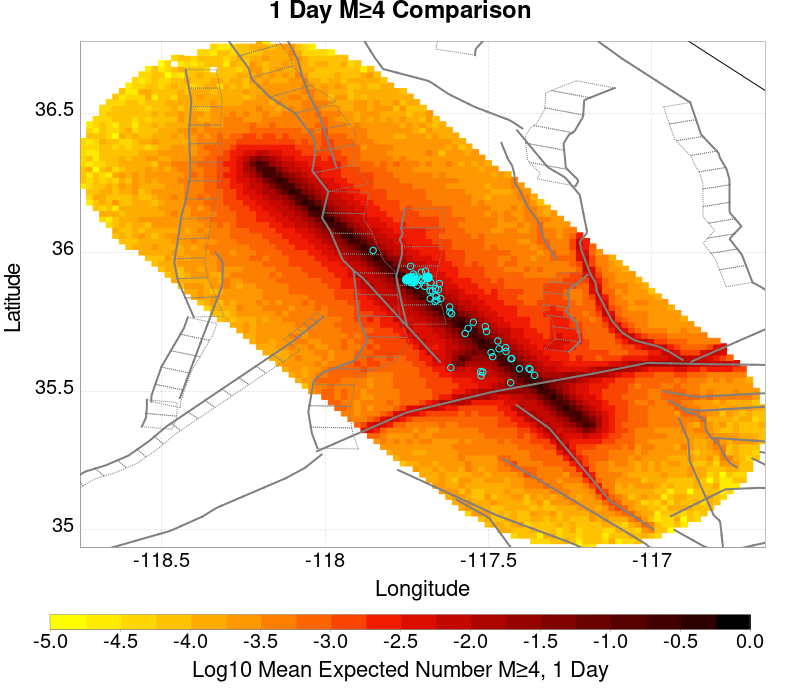 1 Day M≥4 Comparison
36.5
36
35.5
35
Latitude
-118.5 -118 -117.5 -117
Longitude
-5.0 -4.5 -4.0 -3.5 -3.0 -2.5 -2.0 -1.5 -1.0 -0.5 0.0
Log10 Mean Expected Number M≥4, 1 Day